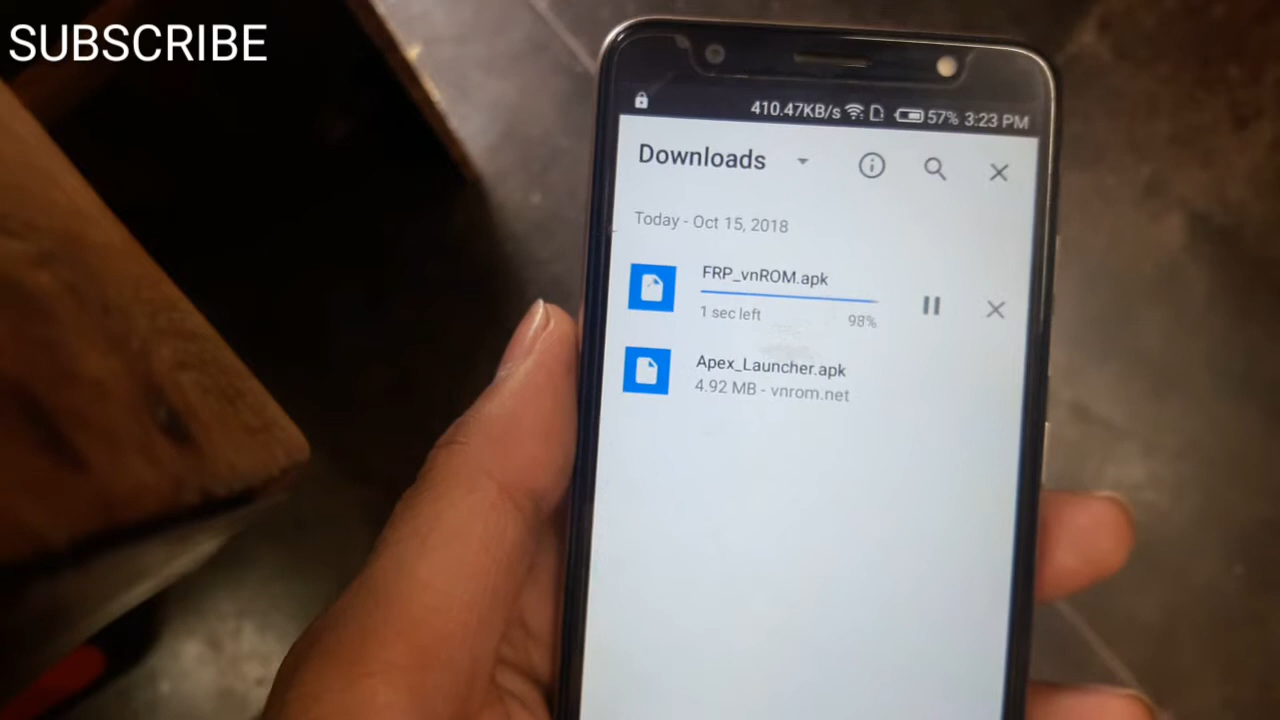 SUBSCRIBE
410.47KB/s 57% 3:23 PM
Downloads
Today - Oct 15, 2018
FRP_vnROM.apk
1 sec left 98%
Apex_Launcher.apk
4.92 MB - vnrom.net